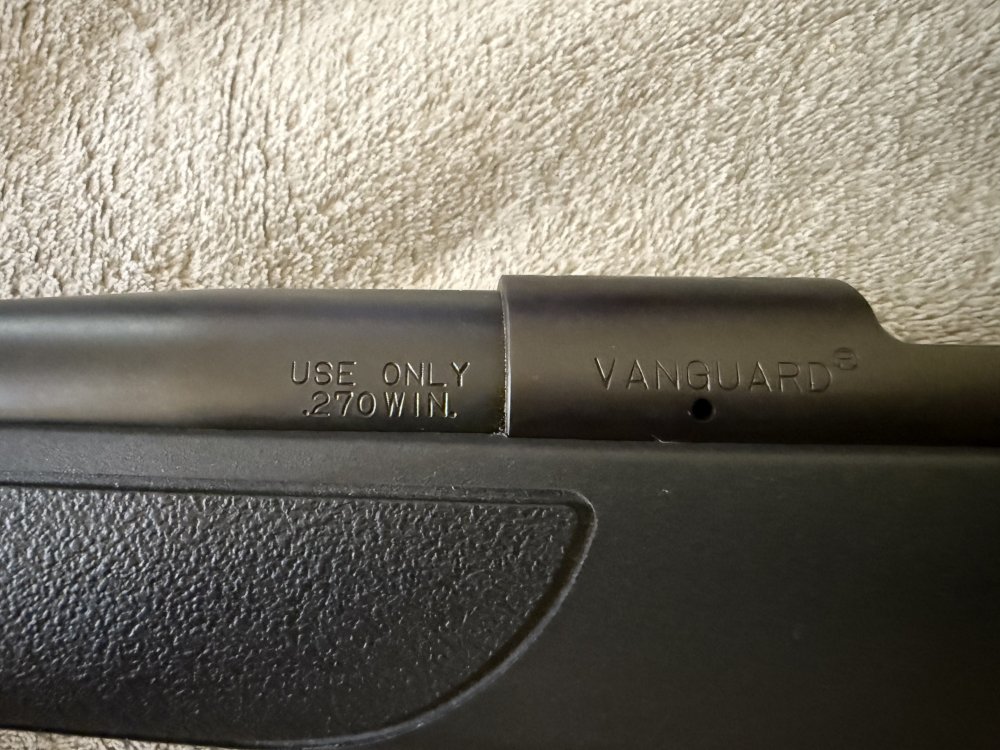 USE ONLY
.270 WIN.
VANGUARD®